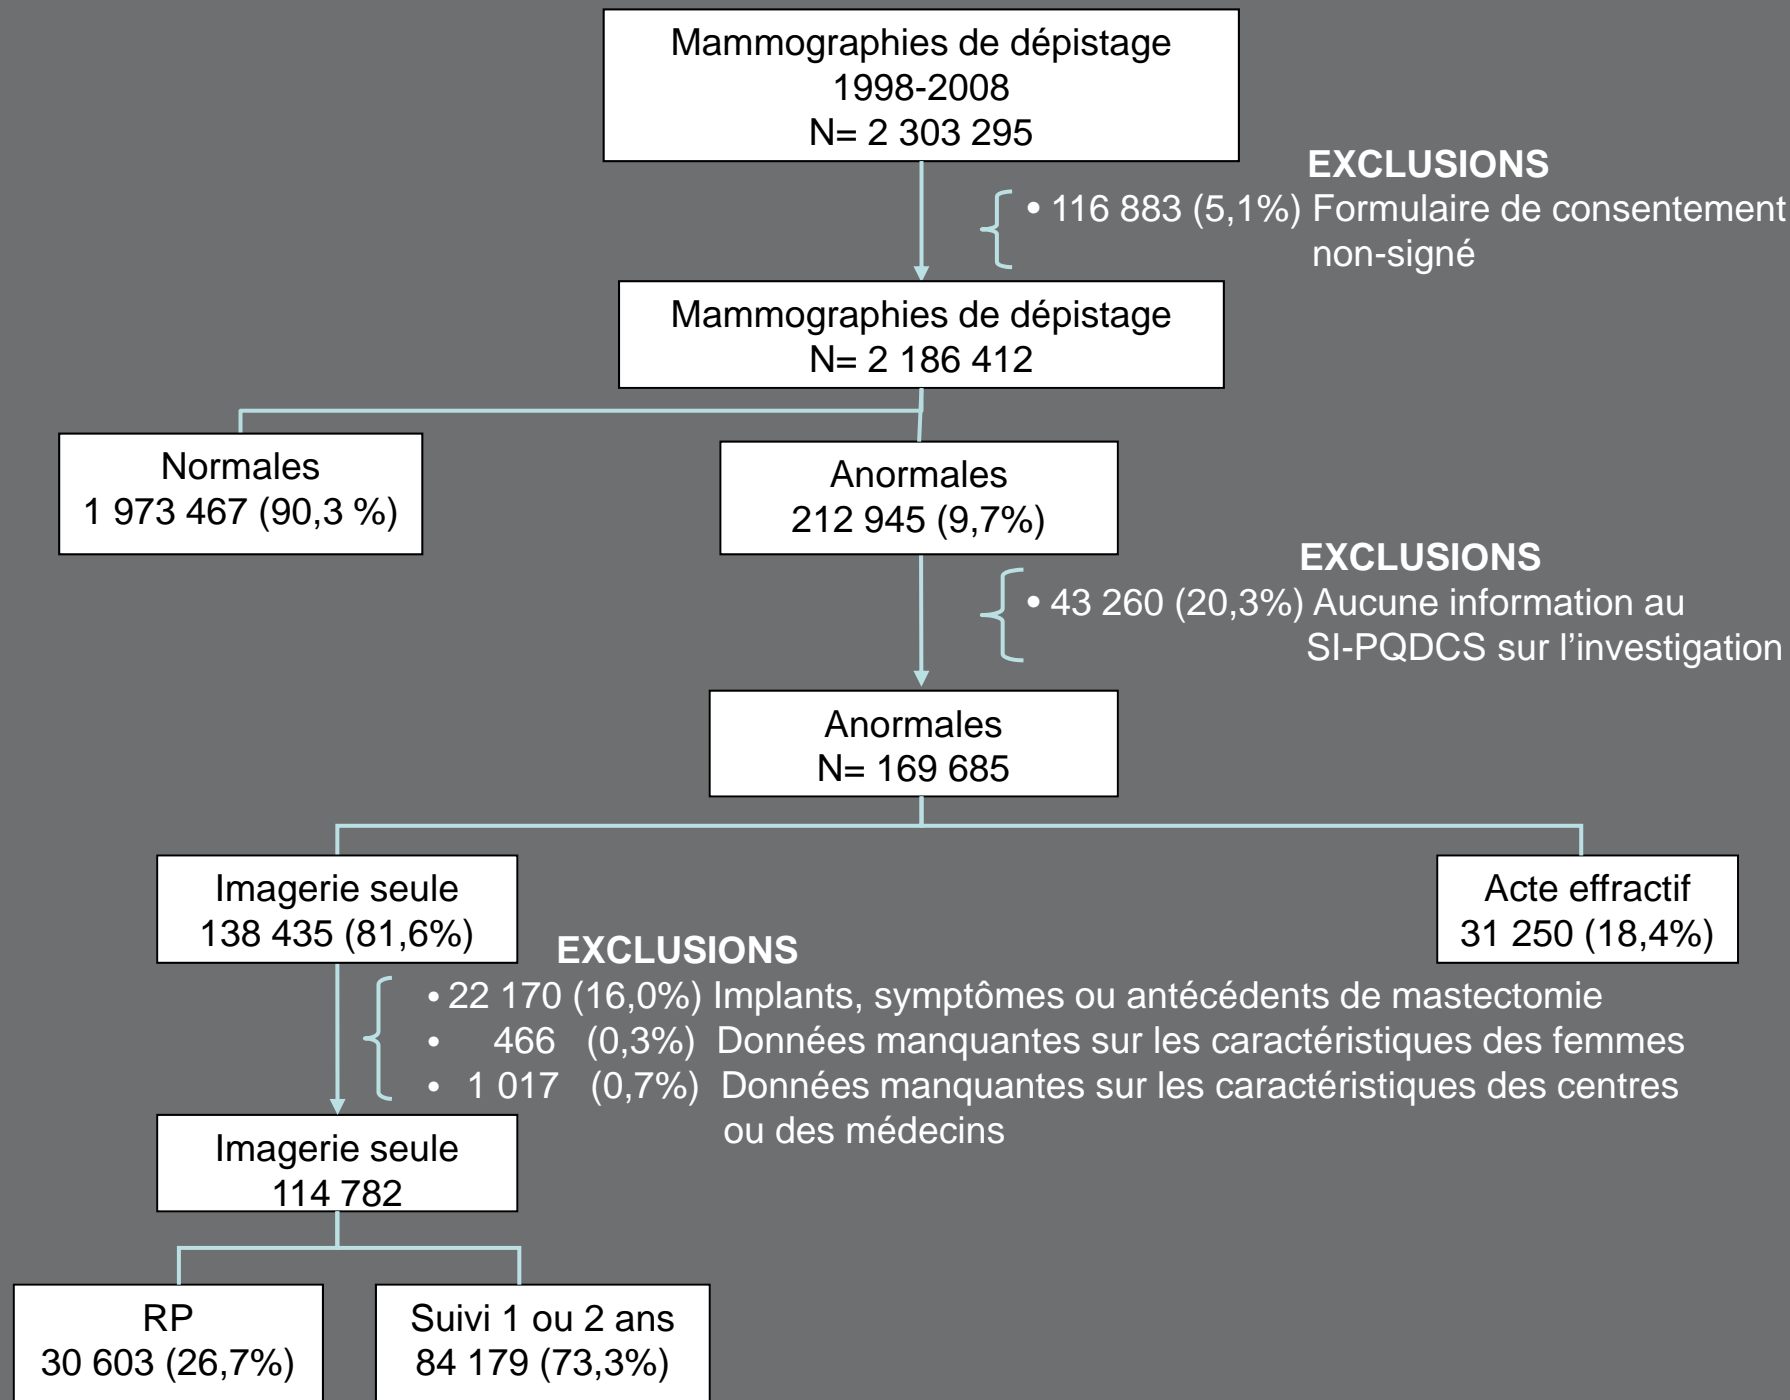 Mammographies de dépistage
1998-2008
N= 2 303 295
EXCLUSIONS
• 116 883 (5,1%) Formulaire de consentement
non-signé
Mammographies de dépistage
N= 2 186 412
Normales
1 973 467 (90,3 %)
Anormales
212 945 (9,7%)
EXCLUSIONS
• 43 260 (20,3%) Aucune information au
SI-PQDCS sur l’investigation
Anormales
N= 169 685
Imagerie seule
138 435 (81,6%)
Acte effractif
31 250 (18,4%)
EXCLUSIONS
• 22 170 (16,0%) Implants, symptômes ou antécédents de mastectomie
• 466 (0,3%) Données manquantes sur les caractéristiques des femmes
• 1 017 (0,7%) Données manquantes sur les caractéristiques des centres
ou des médecins
Imagerie seule
114 782
RP
30 603 (26,7%)
Suivi 1 ou 2 ans
84 179 (73,3%)